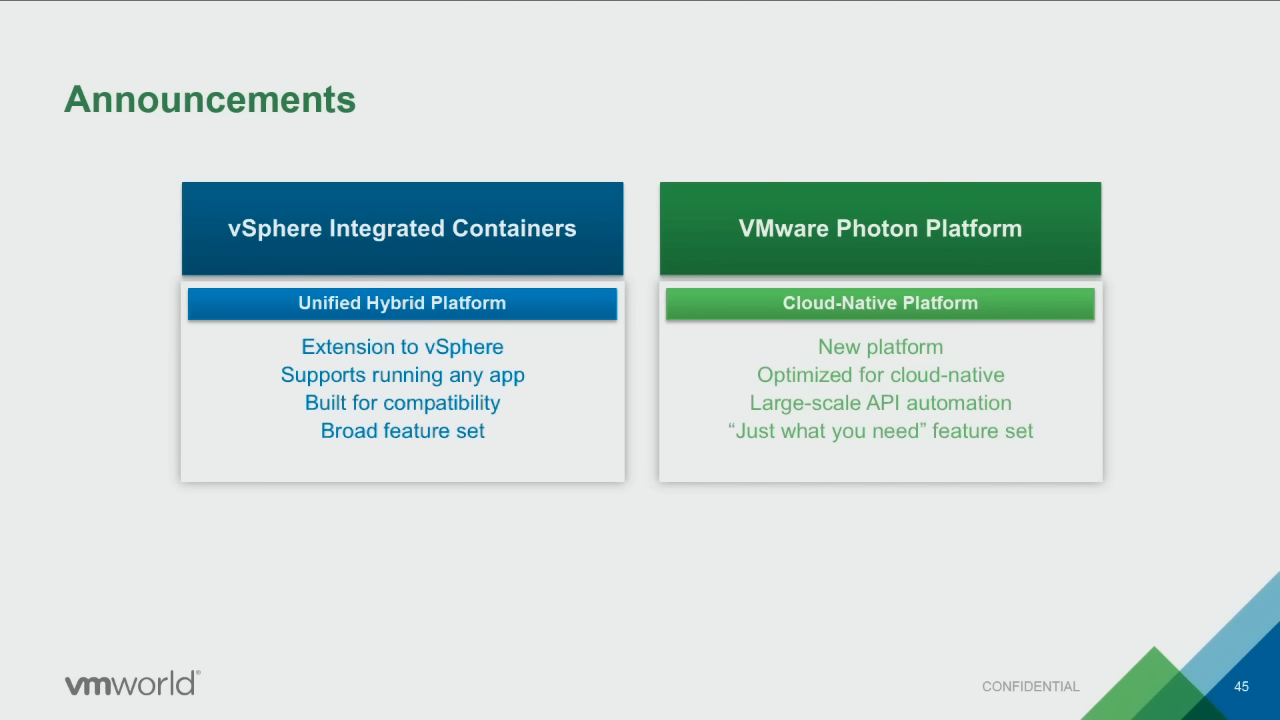 Announcements
vSphere Integrated Containers
Unified Hybrid Platform
Extension to vSphere
Supports running any app
Built for compatibility
Broad feature set
VMware Photon Platform
Cloud-Native Platform
New platform
Optimized for cloud-native
Large-scale API automation
“Just what you need” feature set
vmworld®
CONFIDENTIAL
45